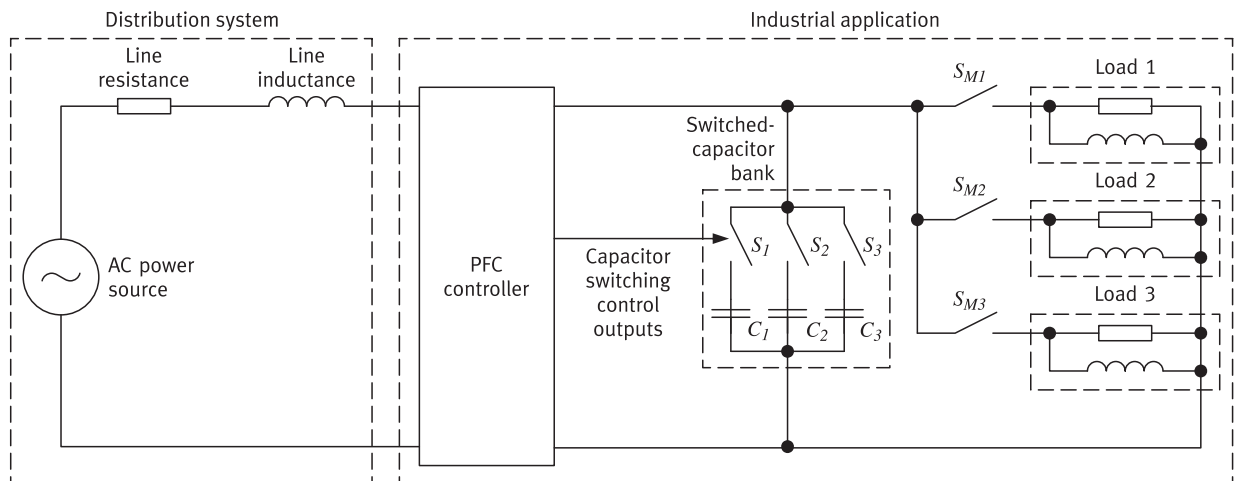 Distribution system
Industrial application
Line
resistance
Line
inductance
S_M1
Load 1
Switched-
capacitor
bank
S_M2
Load 2
AC power
source
PFC
controller
Capacitor
switching
control
outputs
S_1
S_2
S_3
C_1
C_2
C_3
S_M3
Load 3